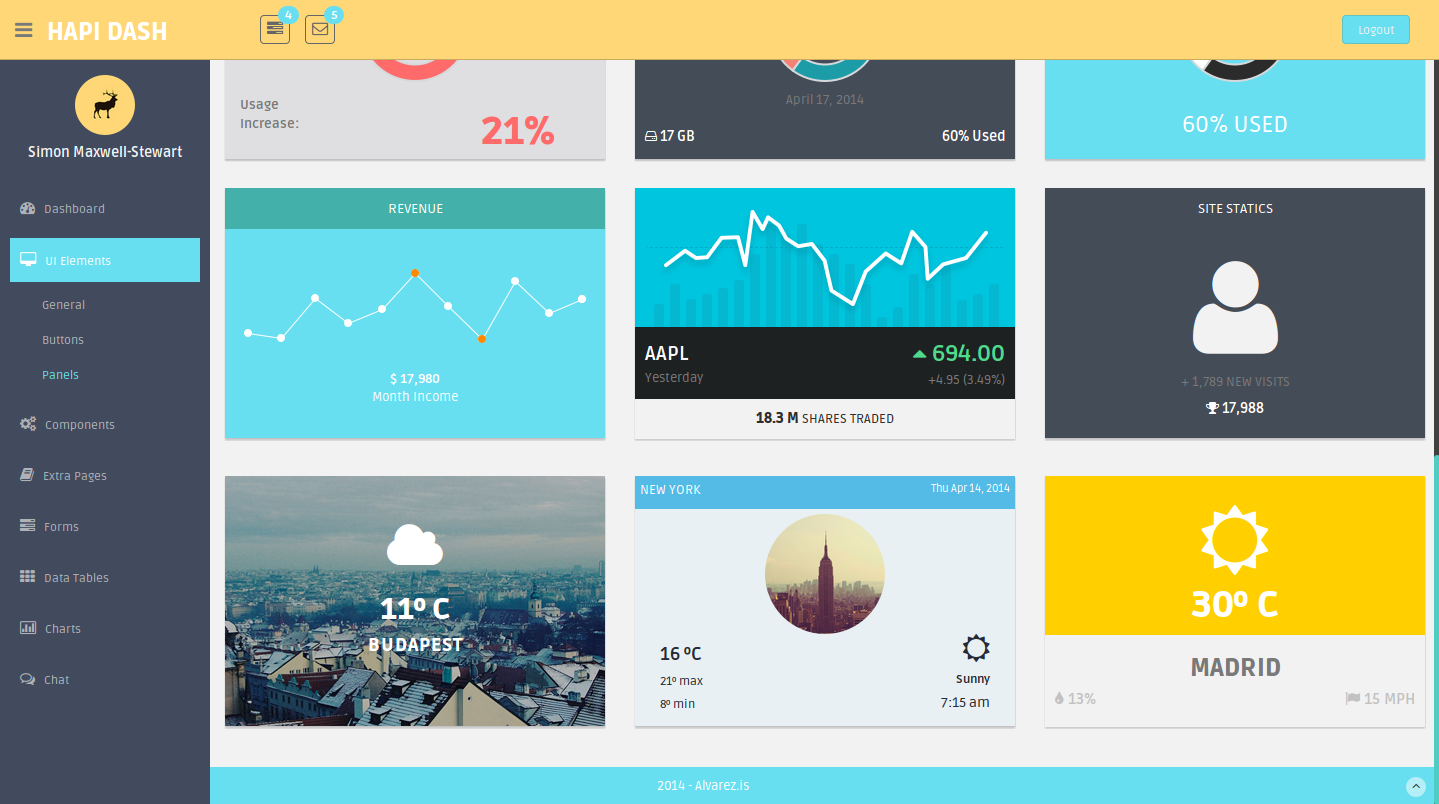 HAPI DASH
4
5
Logout
Simon Maxwell-Stewart
Dashboard
UI Elements
General
Buttons
Panels
Components
Extra Pages
Forms
Data Tables
Charts
Chat
Usage
Increase:
21%
April 17, 2014
17 GB
60% Used
60% USED
REVENUE
$ 17,980
Month Income
AAPL
694.00
Yesterday
+4.95 (3.49%)
18.3 M SHARES TRADED
SITE STATICS
+ 1,789 NEW VISITS
17,988
11º C
BUDAPEST
NEW YORK
Thu Apr 14, 2014
16 ºC
21º max
8º min
Sunny
7:15 am
30º C
MADRID
13%
15 MPH
2014 - Alvarez.is